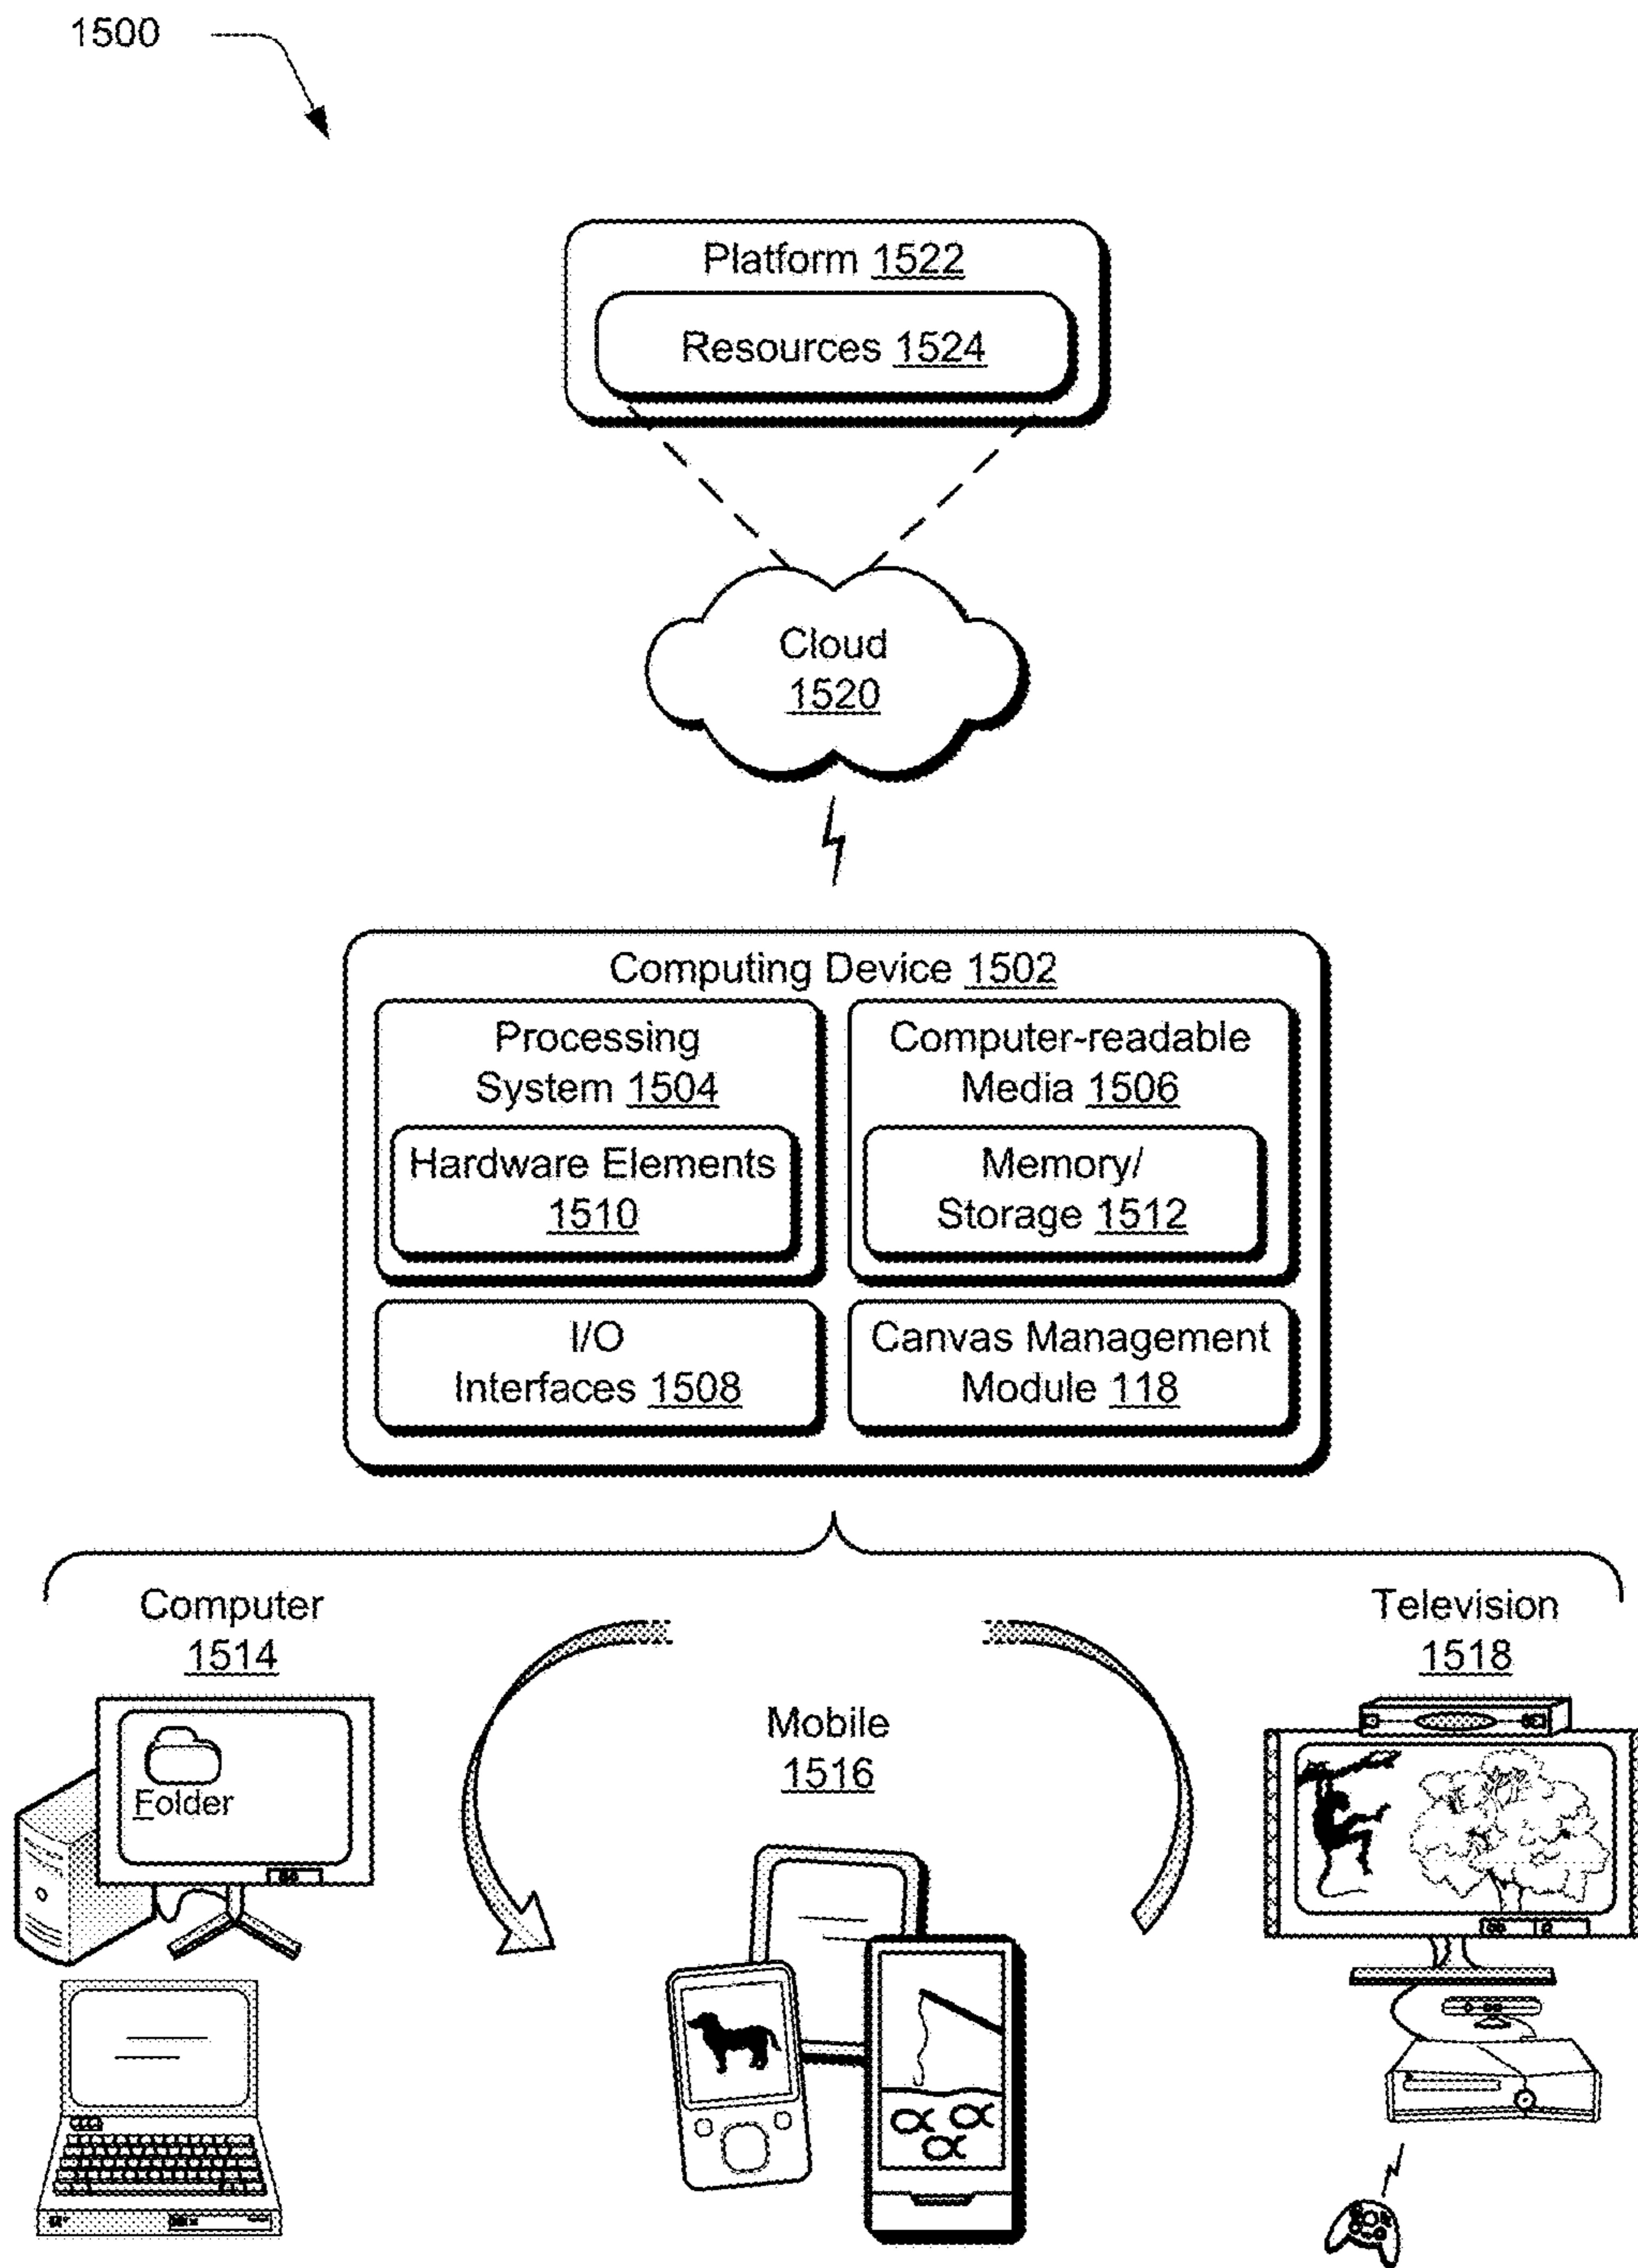 1500
Platform 1522
Resources 1524
Cloud
1520
Computing Device 1502
Processing
System 1504
Hardware Elements
1510
Computer-readable
Media 1506
Memory/
Storage 1512
I/O
Interfaces 1508
Canvas Management
Module 118
Computer
1514
Folder
Mobile
1516
Television
1518